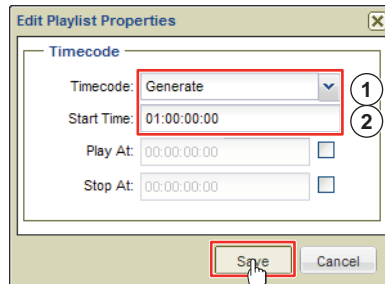 Edit Playlist Properties
Timecode
Timecode: Generate 1
Start Time: 01:00:00:00 2
Play At: 00:00:00:00
Stop At: 00:00:00:00
Save Cancel